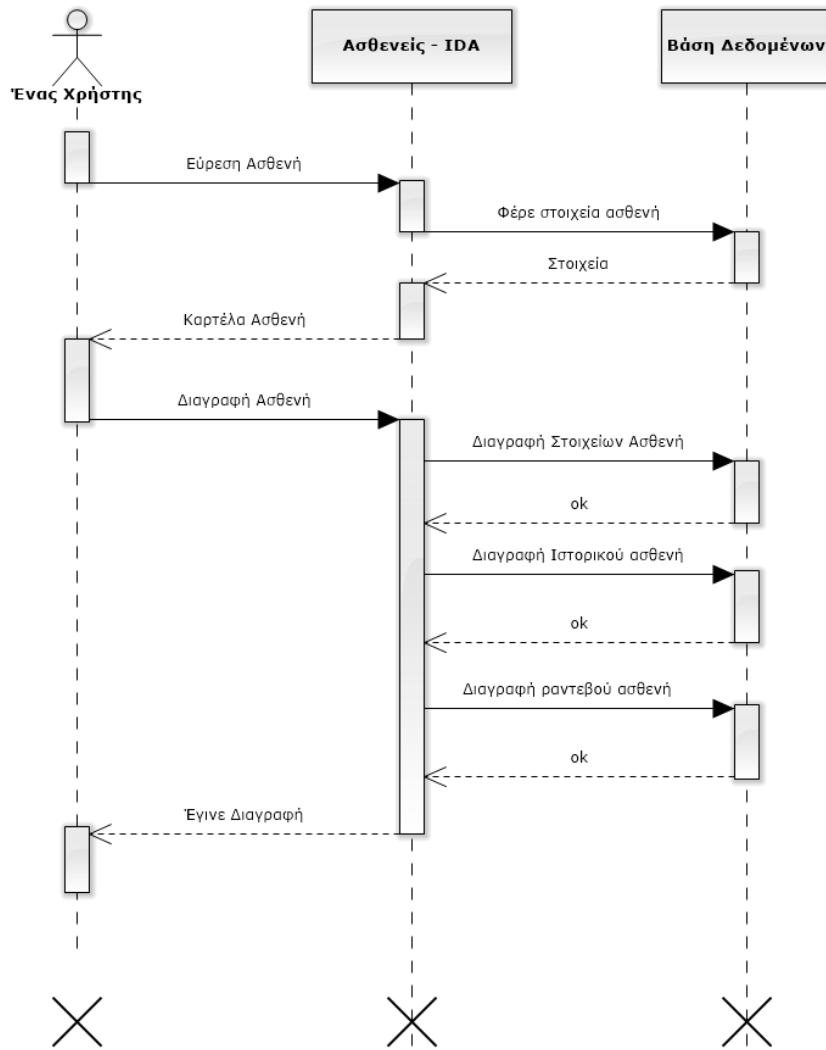 Ασθενείς - IDA
Βάση Δεδομένων
Ένας Χρήστης
Εύρεση Ασθενή
Φέρε στοιχεία ασθενή
Στοιχεία
Καρτέλα Ασθενή
Διαγραφή Ασθενή
Διαγραφή Στοιχείων Ασθενή
ok
Διαγραφή Ιστορικού ασθενή
ok
Διαγραφή ραντεβού ασθενή
ok
Έγινε Διαγραφή